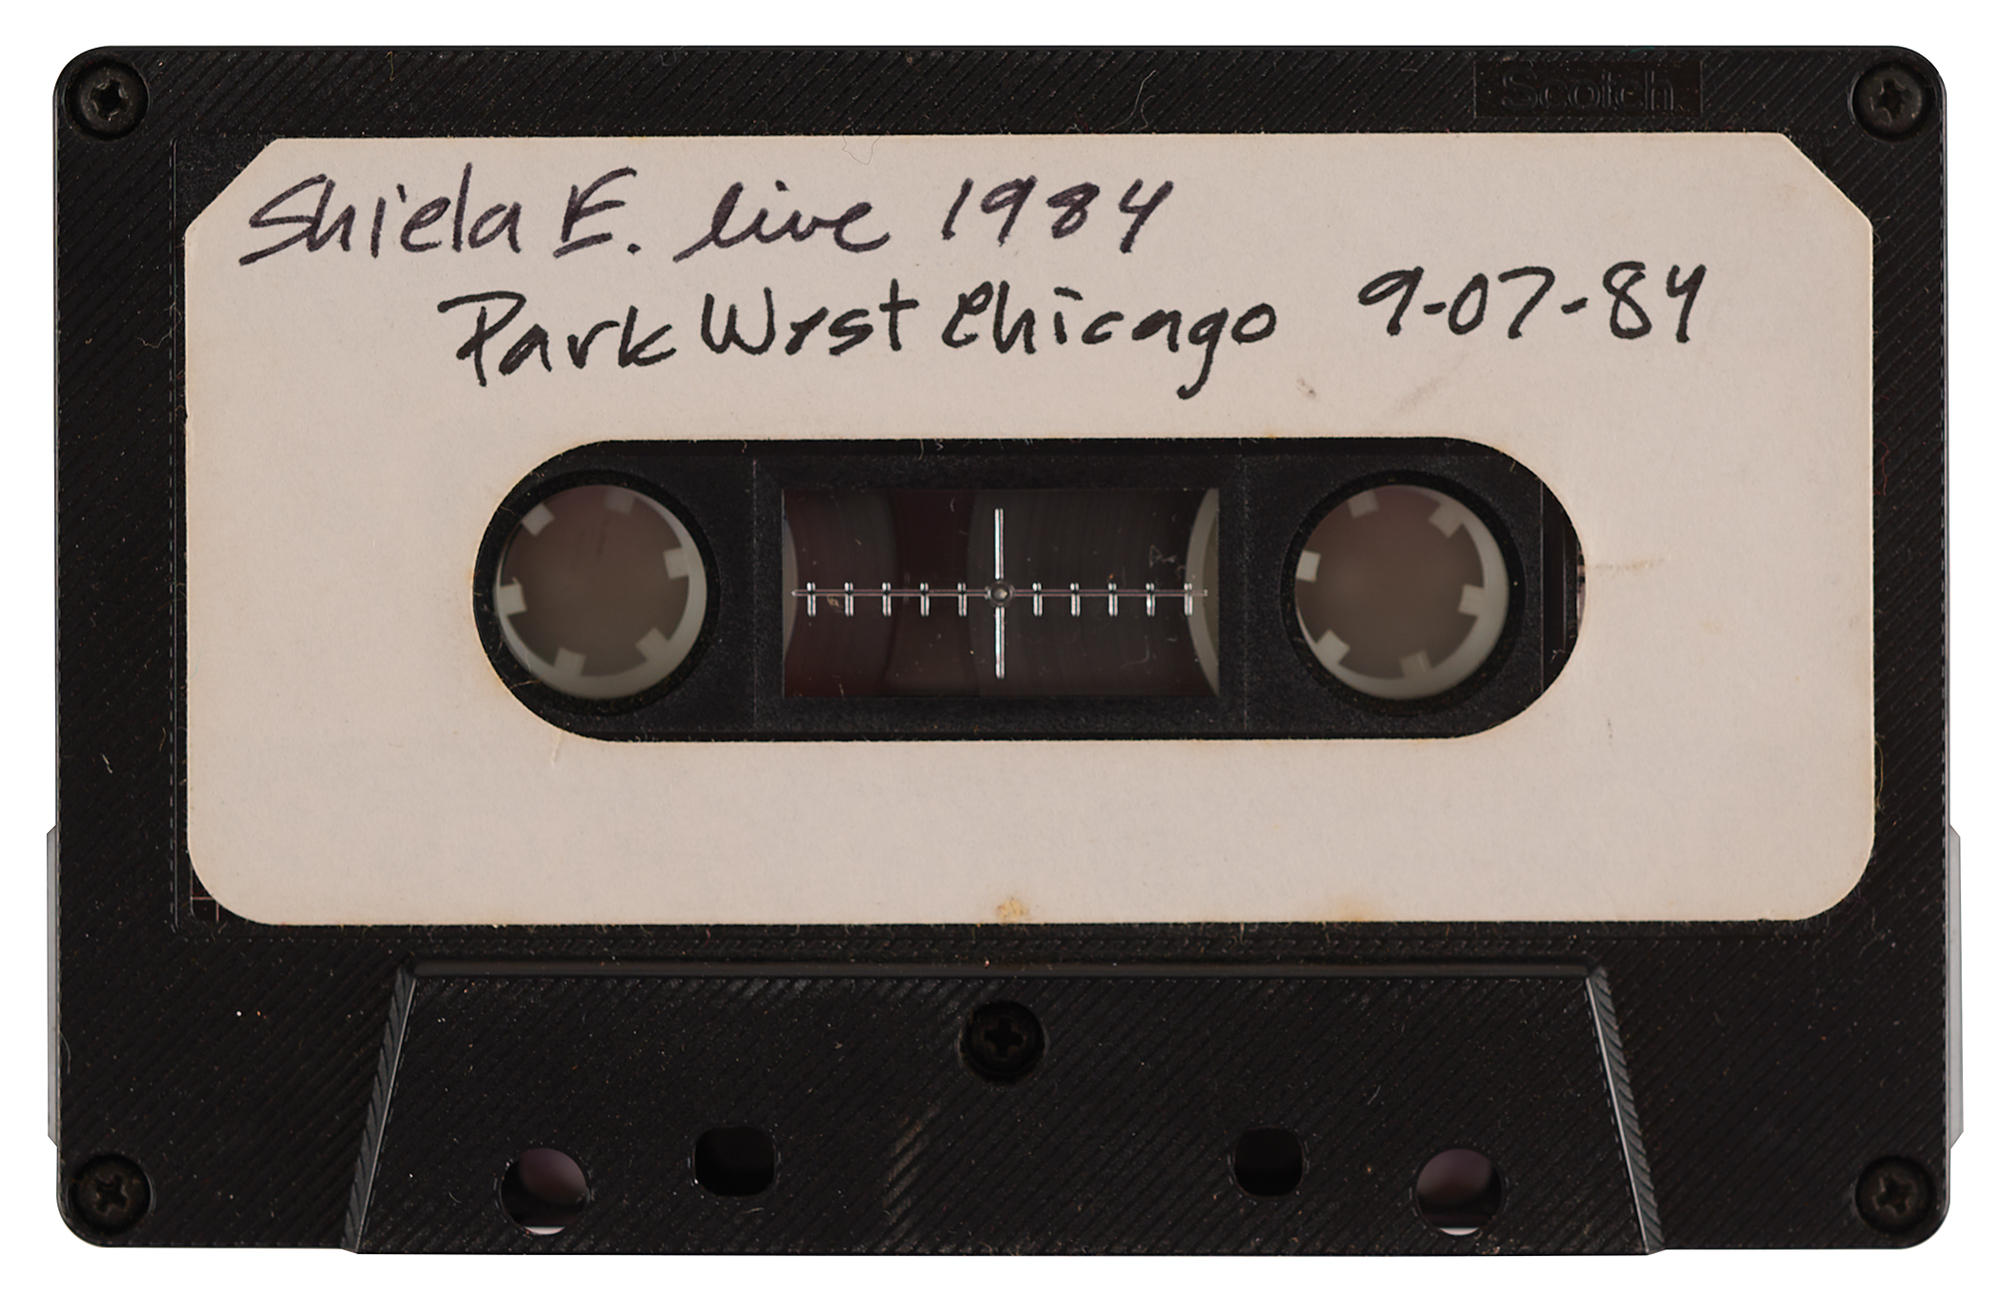 Scotch
Shiela E. live 1984
Park West Chicago 9-07-84